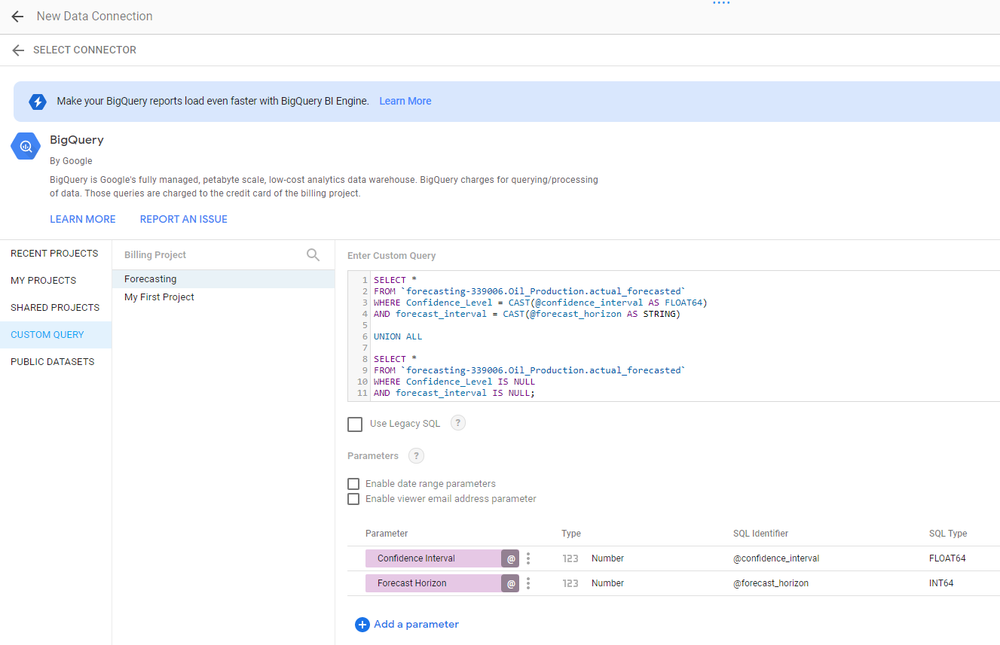 New Data Connection
SELECT CONNECTOR
Make your BigQuery reports load even faster with BigQuery BI Engine. Learn More
BigQuery
By Google
BigQuery is Google's fully managed, petabyte scale, low-cost analytics data warehouse. BigQuery charges for querying/processing
of data. Those queries are charged to the credit card of the billing project.
LEARN MORE REPORT AN ISSUE
RECENT PROJECTS
MY PROJECTS
SHARED PROJECTS
CUSTOM QUERY
PUBLIC DATASETS
Billing Project
Forecasting
My First Project
Enter Custom Query
1 SELECT *
2 FROM `forecasting-339006.Oil_Production.actual_forecasted`
3 WHERE Confidence_Level = CAST(@confidence_interval AS FLOAT64)
4 AND forecast_interval = CAST(@forecast_horizon AS STRING)
5
6 UNION ALL
7
8 SELECT *
9 FROM `forecasting-339006.Oil_Production.actual_forecasted`
10 WHERE Confidence_Level IS NULL
11 AND forecast_interval IS NULL;
Use Legacy SQL ?
Parameters ?
Enable date range parameters
Enable viewer email address parameter
Parameter Type SQL Identifier SQL Type
Confidence Interval @ 123 Number @confidence_interval FLOAT64
Forecast Horizon @ 123 Number @forecast_horizon INT64
+ Add a parameter